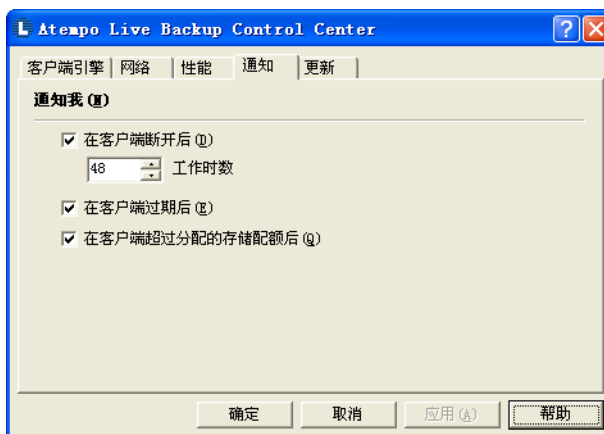 Atempo Live Backup Control Center
客户端引擎 网络 性能 通知 更新
通知我(N)
在客户端断开后(D)
48 工作时数
在客户端过期后(E)
在客户端超过分配的存储配额后(Q)
确定 取消 应用(A) 帮助